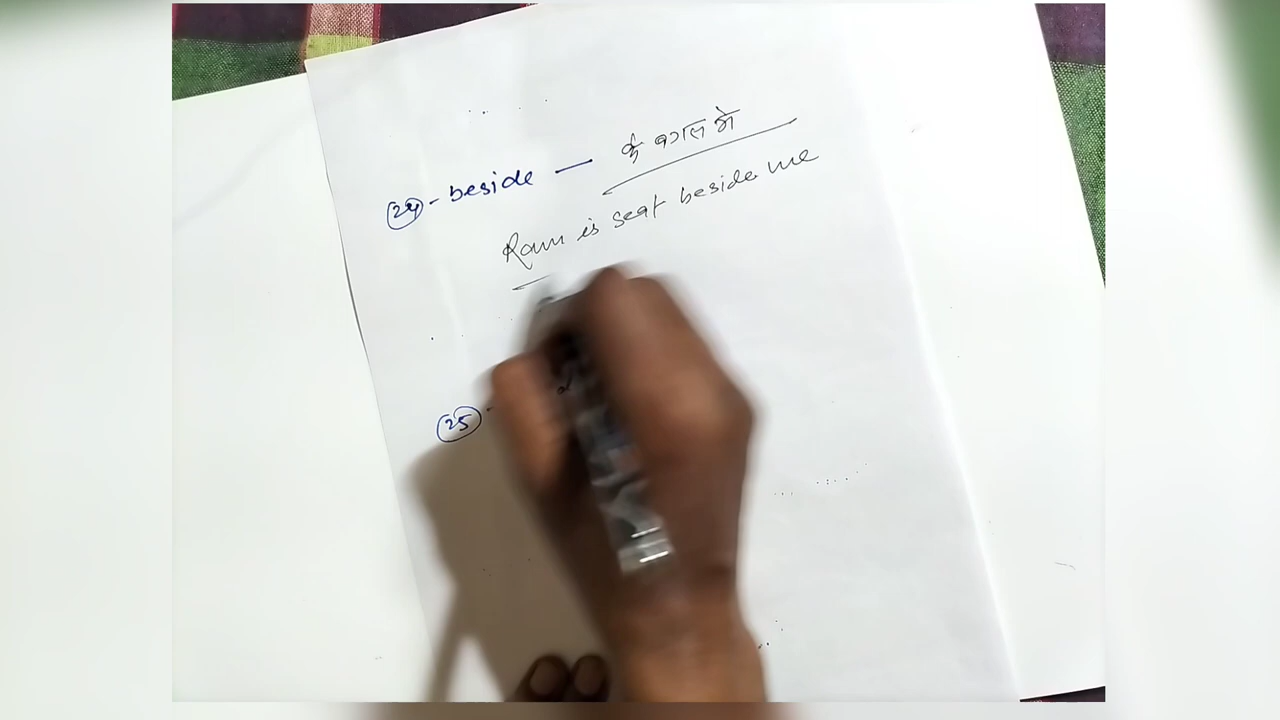 (24) - beside — के बगल में
Ram is seat beside me
(25) -